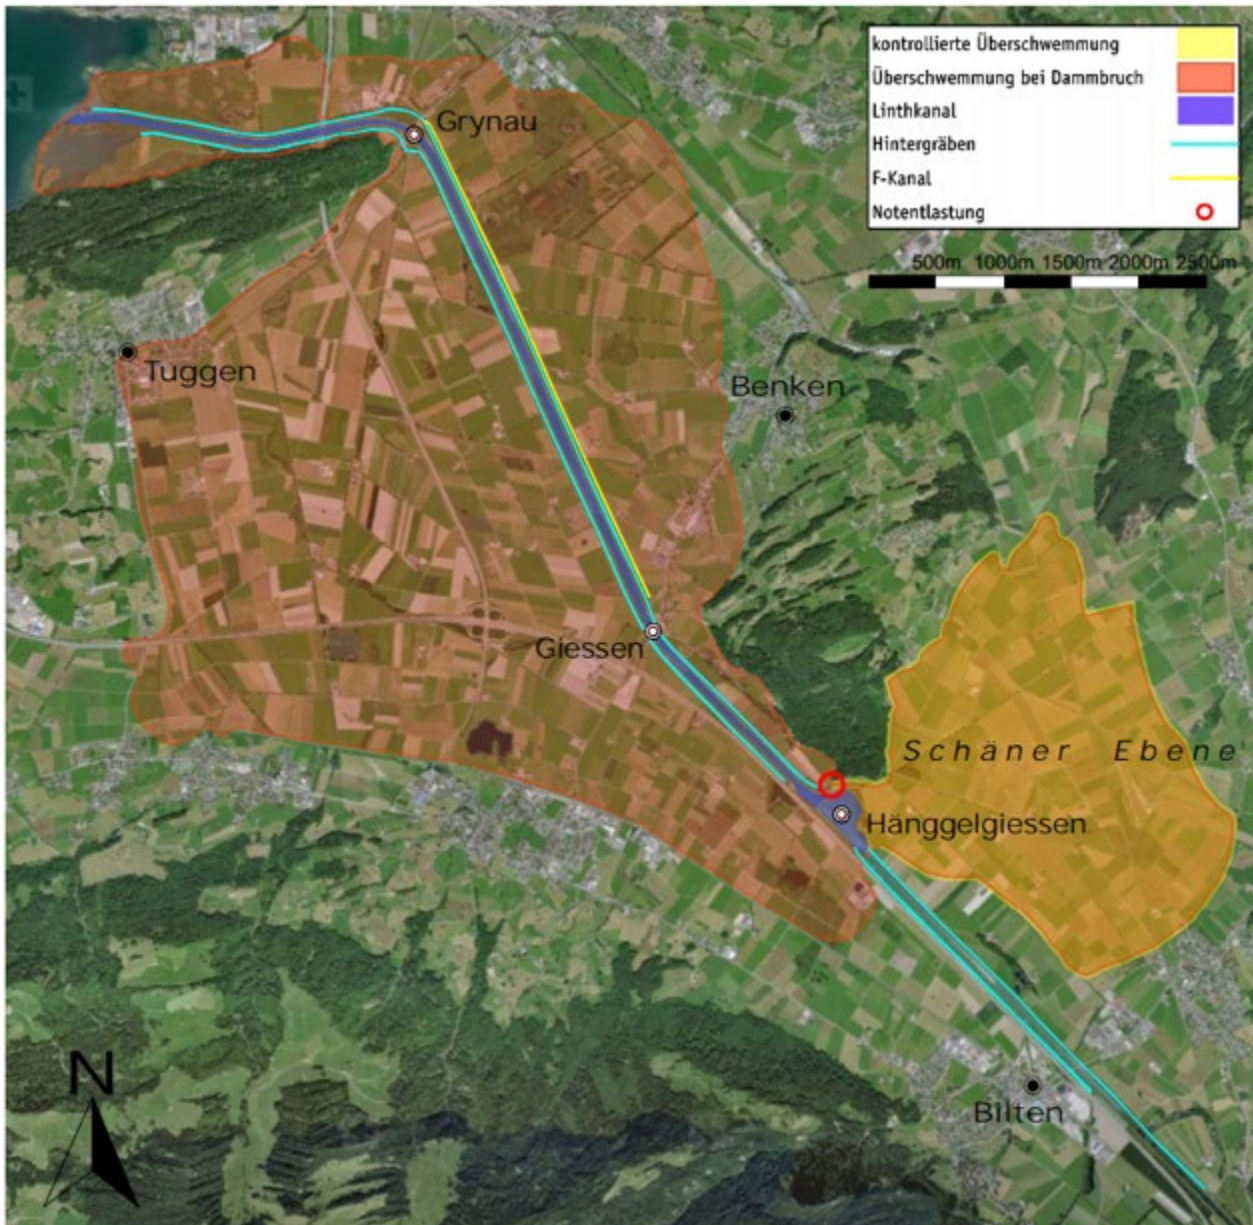 kontrollierte Überschwemmung
Überschwemmung bei Dammbruch
Linthkanal
Hintergräben
F-Kanal
Notentlastung
500m 1000m 1500m 2000m 2500m
Grynau
Tuggen
Benken
Giessen
Schäner Ebene
Hänggelgiessen
N
Bilten